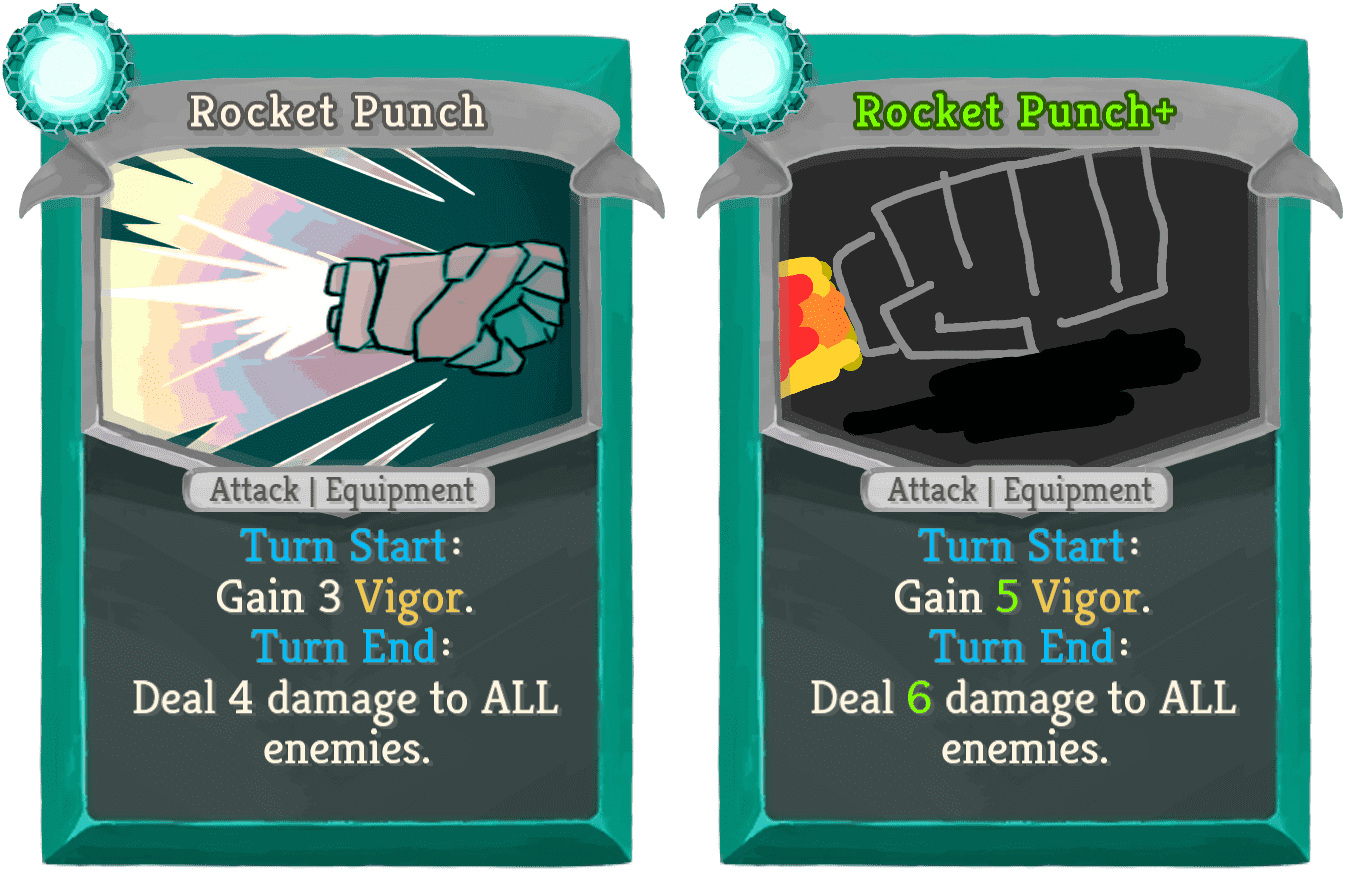 Rocket Punch
Attack | Equipment
Turn Start:
Gain 3 Vigor.
Turn End:
Deal 4 damage to ALL
enemies.
Rocket Punch+
Attack | Equipment
Turn Start:
Gain 5 Vigor.
Turn End:
Deal 6 damage to ALL
enemies.